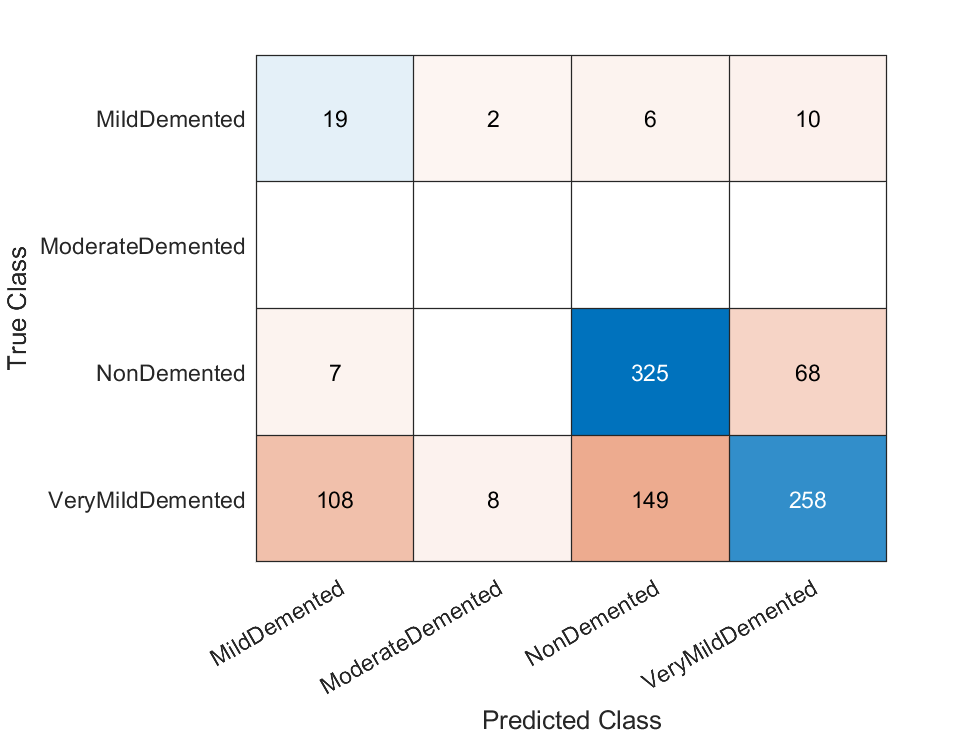 MildDemented 19 2 6 10
ModerateDemented
NonDemented 7 325 68
VeryMildDemented 108 8 149 258
MildDemented ModerateDemented NonDemented VeryMildDemented
True Class
Predicted Class